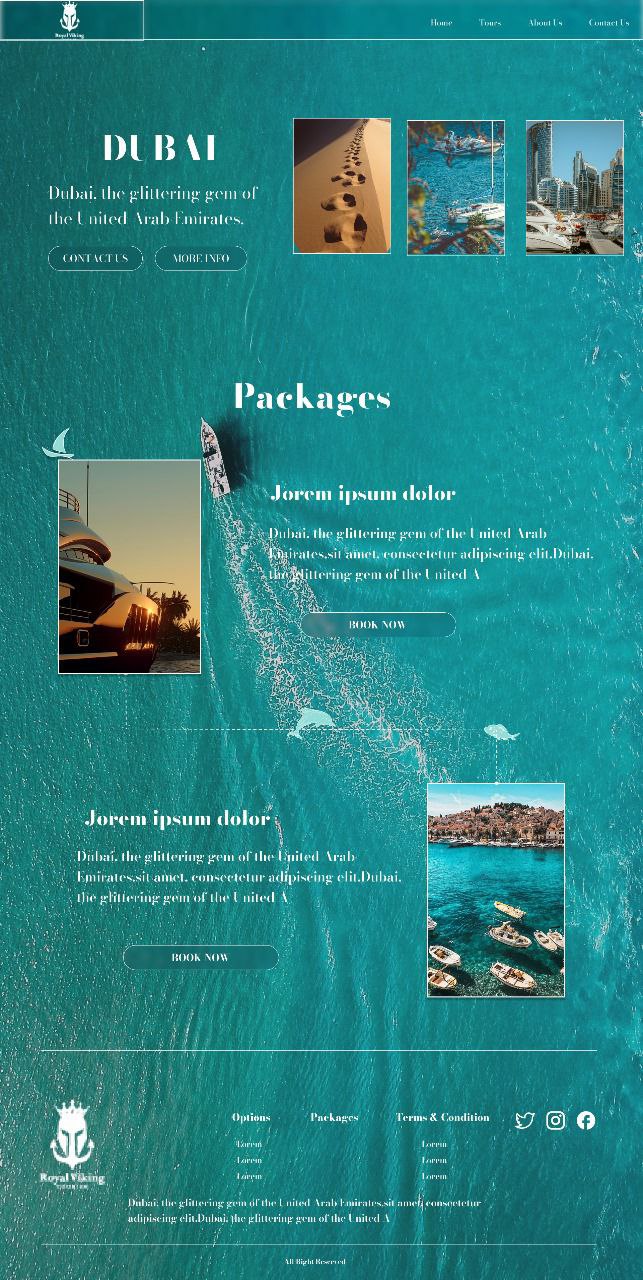 Royal Viking
Home Tours About Us Contact Us
DUBAI
Dubai, the glittering gem of
the United Arab Emirates.
CONTACT US MORE INFO
Packages
Jorem ipsum dolor
Dubai, the glittering gem of the United Arab
Emirates.sit amet, consectetur adipiscing elit.Dubai,
the glittering gem of the United A
BOOK NOW
Jorem ipsum dolor
Dubai, the glittering gem of the United Arab
Emirates.sit amet, consectetur adipiscing elit.Dubai,
the glittering gem of the United A
BOOK NOW
Options Packages Terms & Condition
Lorem Lorem
Lorem Lorem
Lorem Lorem
Royal Viking
Dubai, the glittering gem of the United Arab Emirates.sit amet, consectetur
adipiscing elit.Dubai, the glittering gem of the United A
All Right Reserved